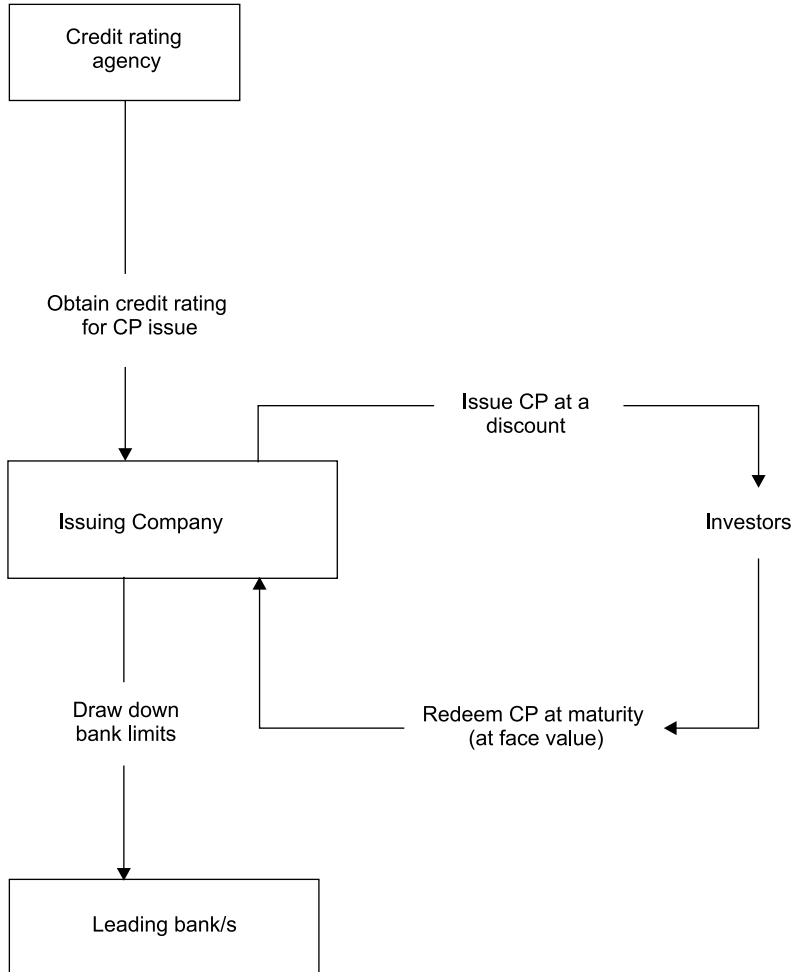 Credit rating
agency
Obtain credit rating
for CP issue
Issue CP at a
discount
Issuing Company
Investors
Draw down
bank limits
Redeem CP at maturity
(at face value)
Leading bank/s